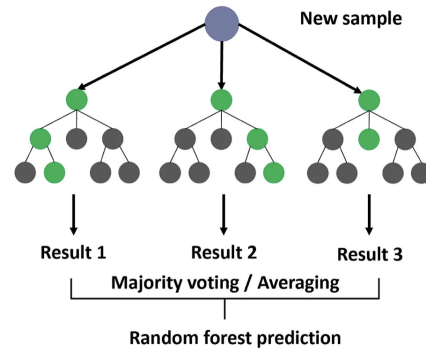 New sample
Result 1
Result 2
Result 3
Majority voting / Averaging
Random forest prediction